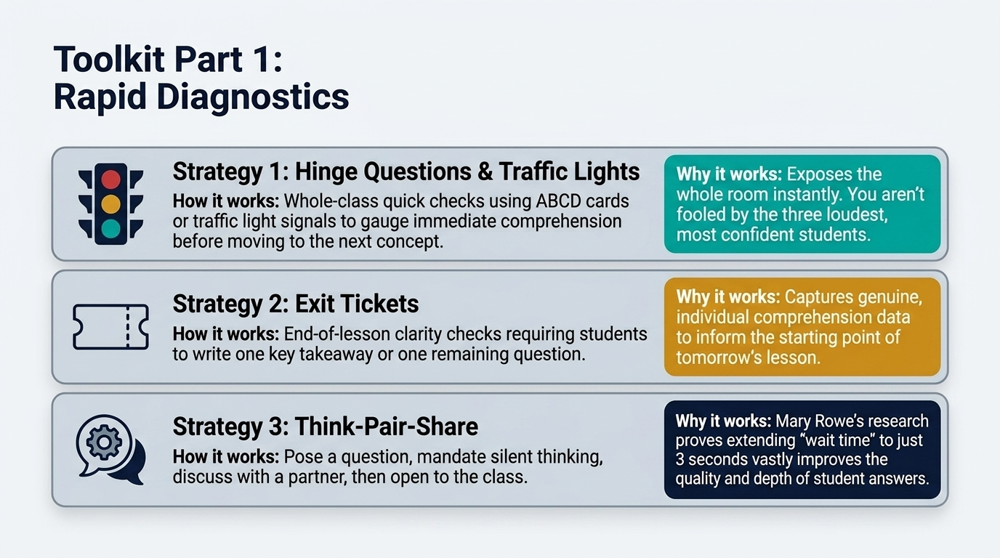 Toolkit Part 1:
Rapid Diagnostics
Strategy 1: Hinge Questions & Traffic Lights
How it works: Whole-class quick checks using ABCD cards
or traffic light signals to gauge immediate comprehension
before moving to the next concept.
Why it works: Exposes the
whole room instantly. You aren’t
fooled by the three loudest,
most confident students.
Strategy 2: Exit Tickets
How it works: End-of-lesson clarity checks requiring students
to write one key takeaway or one remaining question.
Why it works: Captures genuine,
individual comprehension data
to inform the starting point of
tomorrow’s lesson.
Strategy 3: Think-Pair-Share
How it works: Pose a question, mandate silent thinking,
discuss with a partner, then open to the class.
Why it works: Mary Rowe’s research
proves extending “wait time” to just
3 seconds vastly improves the
quality and depth of student answers.